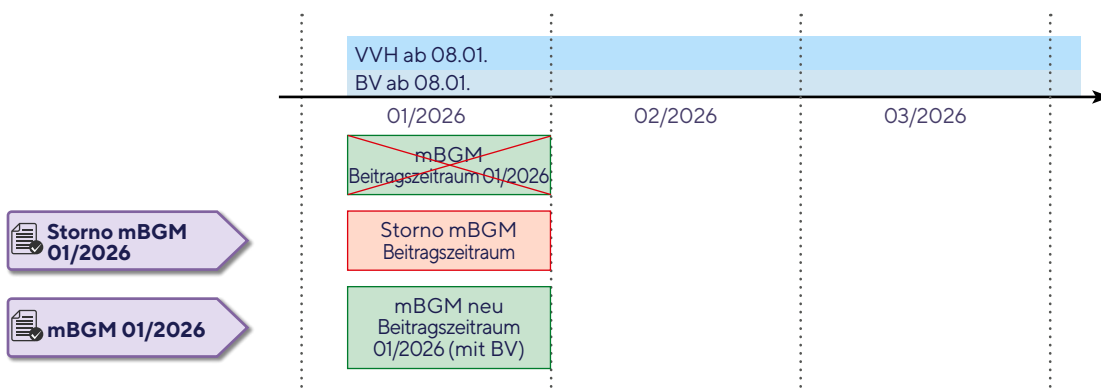 VVH ab 08.01.
BV ab 08.01.
01/2026
02/2026
03/2026
mBGM
Beitragszeitraum 01/2026
Storno mBGM
01/2026
Storno mBGM
Beitragszeitraum
mBGM 01/2026
mBGM neu
Beitragszeitraum
01/2026 (mit BV)